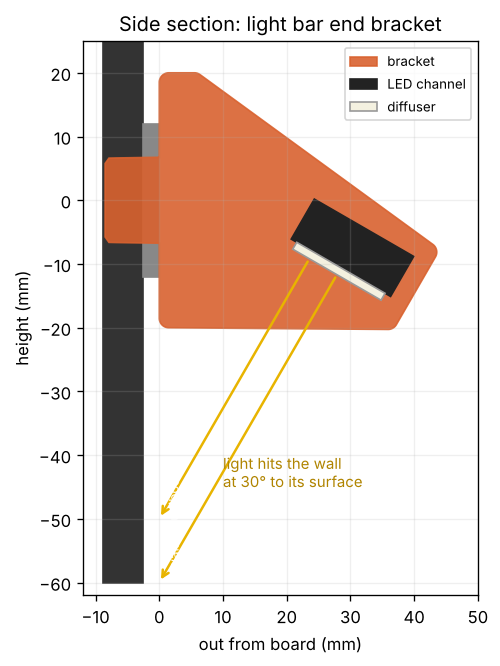 Side section: light bar end bracket
bracket
LED channel
diffuser
20
10
0
−10
−20
−30
−40
−50
−60
height (mm)
light hits the wall
at 30° to its surface
−10
0
10
20
30
40
50
out from board (mm)